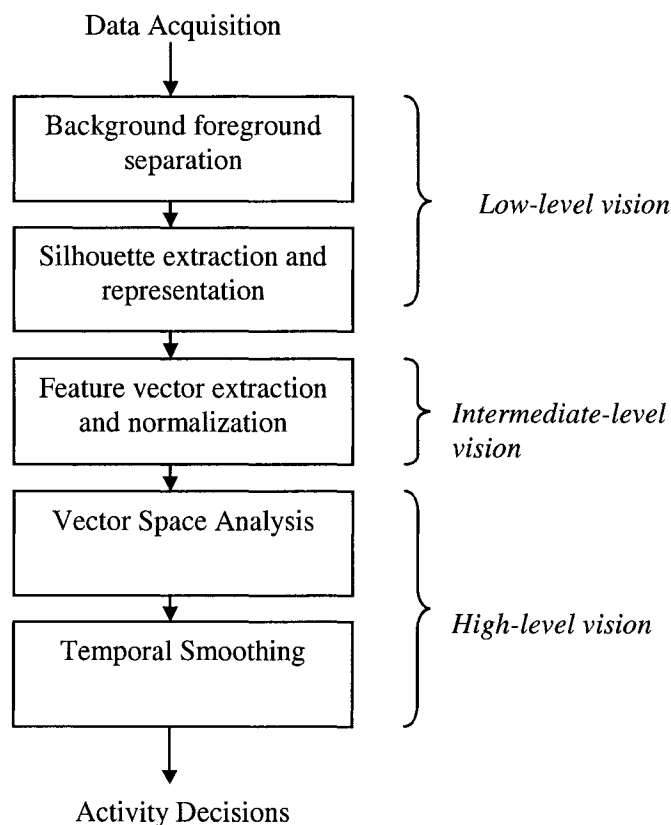 Data Acquisition
Background foreground
separation
Low-level vision
Silhouette extraction and
representation
Feature vector extraction
and normalization
Intermediate-level
vision
Vector Space Analysis
High-level vision
Temporal Smoothing
Activity Decisions